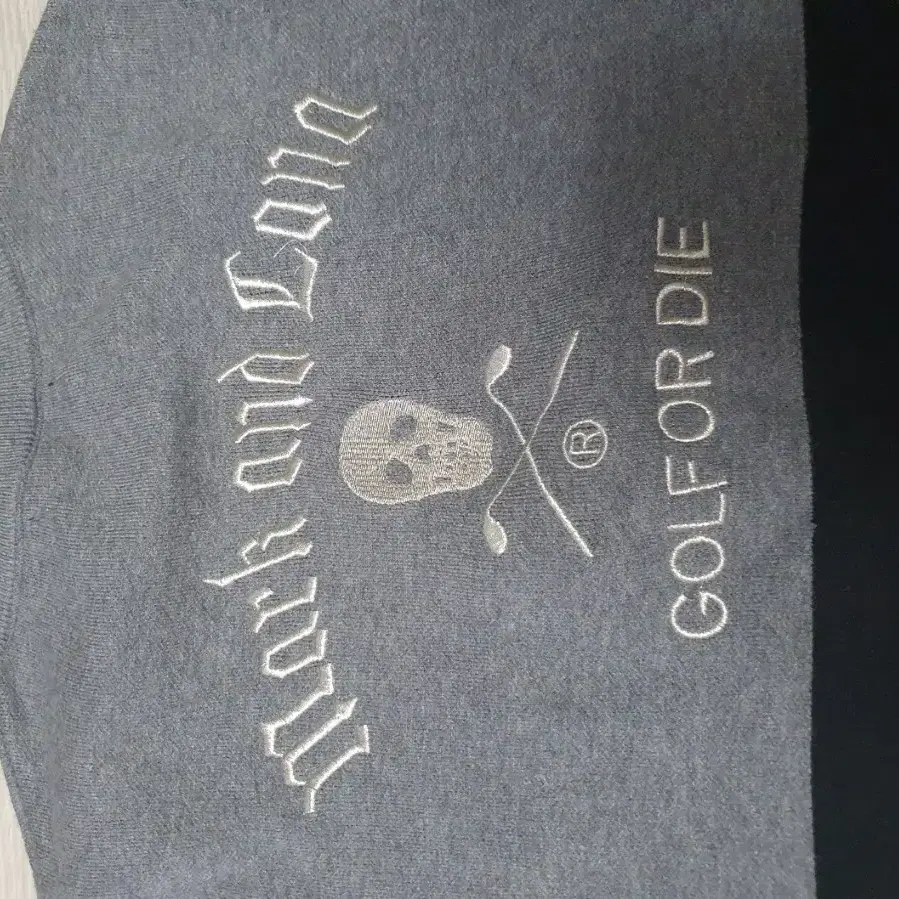 Mark and Lona
®
GOLF OR DIE